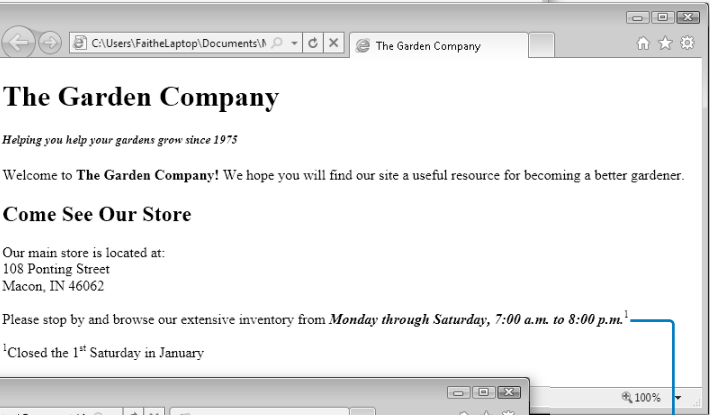 C:\Users\FaitheLaptop\Documents\
The Garden Company
The Garden Company
Helping you help your gardens grow since 1975
Welcome to The Garden Company! We hope you will find our site a useful resource for becoming a better gardener.
Come See Our Store
Our main store is located at:
108 Ponting Street
Macon, IN 46062
Please stop by and browse our extensive inventory from Monday through Saturday, 7:00 a.m. to 8:00 p.m.¹
¹Closed the 1ˢᵗ Saturday in January
100%